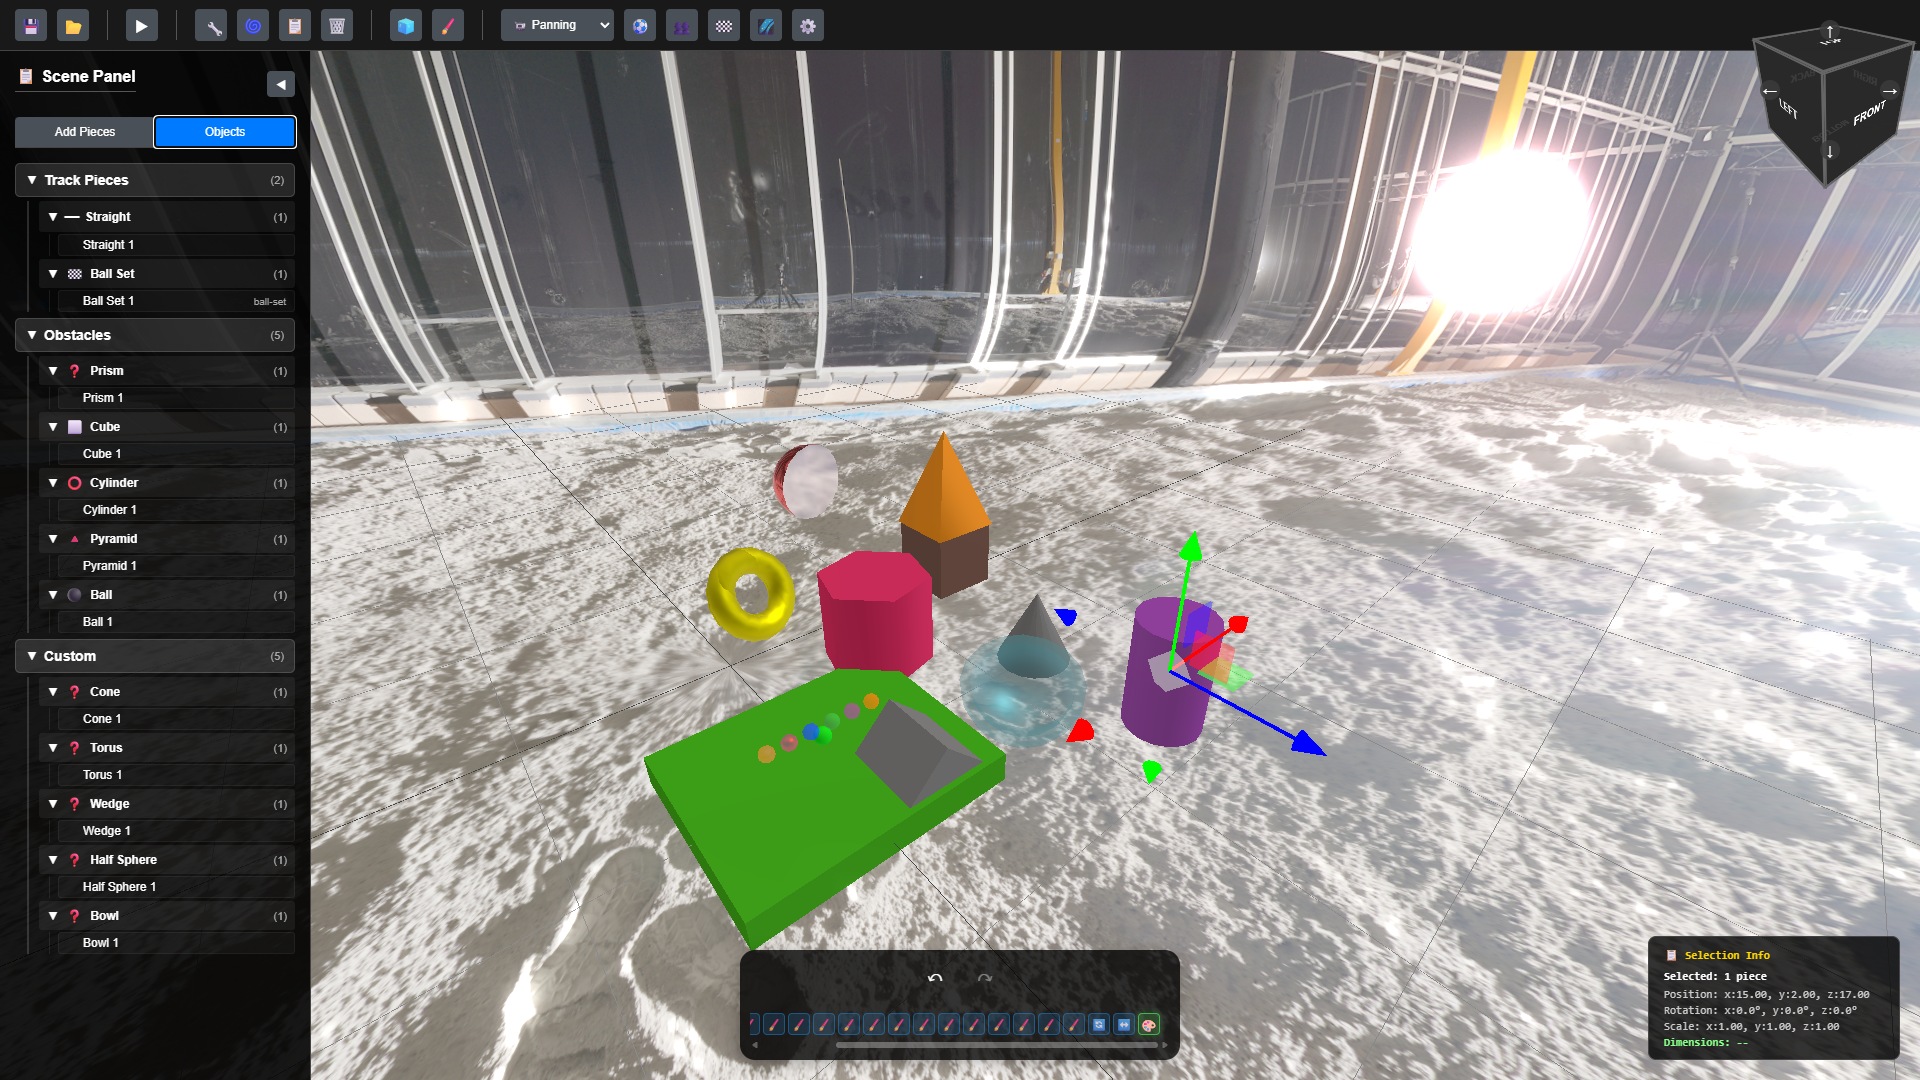 Panning
Scene Panel
Add Pieces
Objects
Track Pieces (2)
Straight (1)
Straight 1
Ball Set (1)
Ball Set 1 ball-set
Obstacles (5)
Prism (1)
Prism 1
Cube (1)
Cube 1
Cylinder (1)
Cylinder 1
Pyramid (1)
Pyramid 1
Ball (1)
Ball 1
Custom (5)
Cone (1)
Cone 1
Torus (1)
Torus 1
Wedge (1)
Wedge 1
Half Sphere (1)
Half Sphere 1
Bowl (1)
Bowl 1
BACK
RIGHT
LEFT
FRONT
BOTTOM
Selection Info
Selected: 1 piece
Position: x:15.00, y:2.00, z:17.00
Rotation: x:0.0°, y:0.0°, z:0.0°
Scale: x:1.00, y:1.00, z:1.00
Dimensions: --